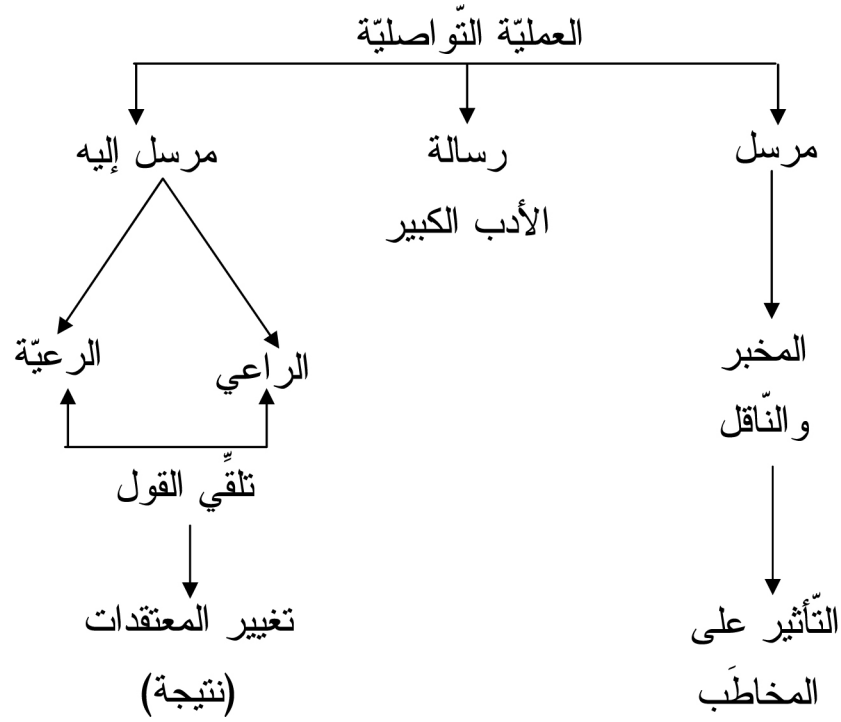 العمليّة التّواصليّة
مرسل
رسالة
مرسل إليه
الأدب الكبير
المخبر
والنّاقل
الراعي
الرعيّة
تلقِّي القول
التّأثير على
المخاطَب
تغيير المعتقدات
(نتيجة)